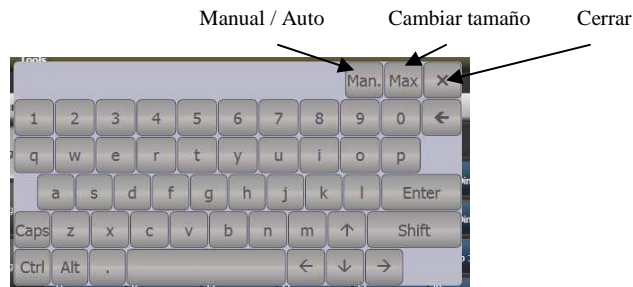 Manual / Auto Cambiar tamaño Cerrar
Tools
Man. Max ×
1 2 3 4 5 6 7 8 9 0 ←
q w e r t y u i o p
a s d f g h j k l Enter
Caps z x c v b n m ↑ Shift
Ctrl Alt . ← ↓ →